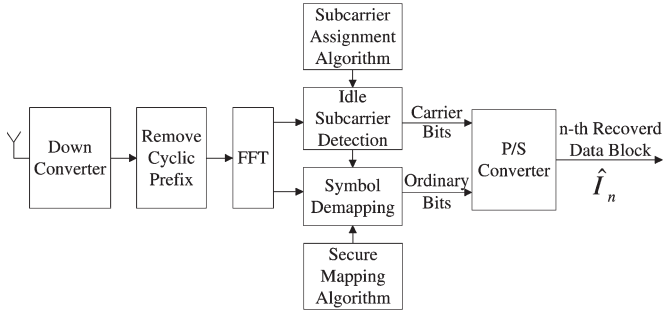 Subcarrier
Assignment
Algorithm
Down
Converter
Remove
Cyclic
Prefix
FFT
Idle
Subcarrier
Detection
Carrier
Bits
Symbol
Demapping
Ordinary
Bits
P/S
Converter
n-th Recoverd
Data Block
Î_n
Secure
Mapping
Algorithm